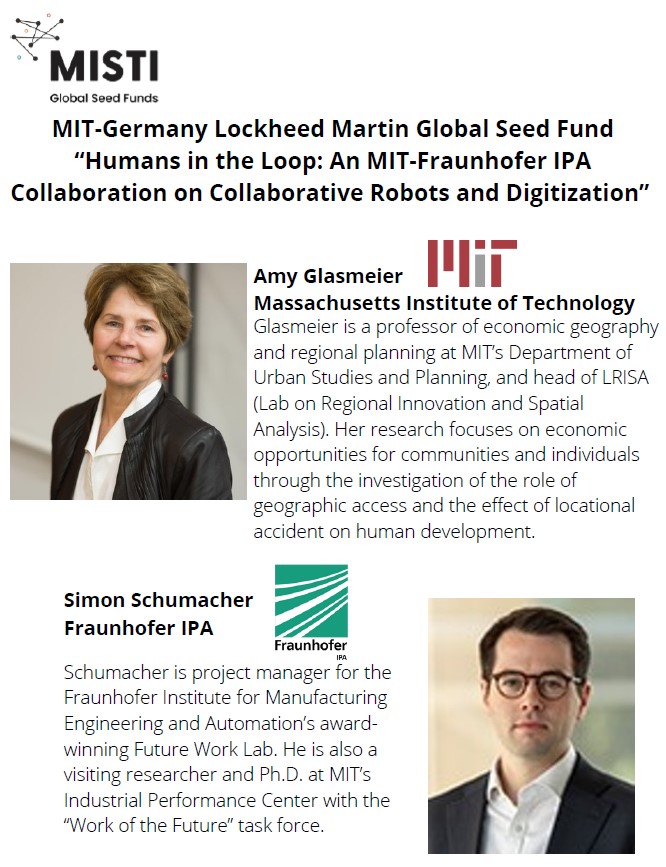 MISTI
Global Seed Funds
MIT-Germany Lockheed Martin Global Seed Fund
“Humans in the Loop: An MIT-Fraunhofer IPA
Collaboration on Collaborative Robots and Digitization”
Amy Glasmeier
MIT
Massachusetts Institute of Technology
Glasmeier is a professor of economic geography
and regional planning at MIT’s Department of
Urban Studies and Planning, and head of LRISA
(Lab on Regional Innovation and Spatial
Analysis). Her research focuses on economic
opportunities for communities and individuals
through the investigation of the role of
geographic access and the effect of locational
accident on human development.
Simon Schumacher
Fraunhofer IPA
Fraunhofer
IPA
Schumacher is project manager for the
Fraunhofer Institute for Manufacturing
Engineering and Automation’s award-
winning Future Work Lab. He is also a
visiting researcher and Ph.D. at MIT’s
Industrial Performance Center with the
“Work of the Future” task force.